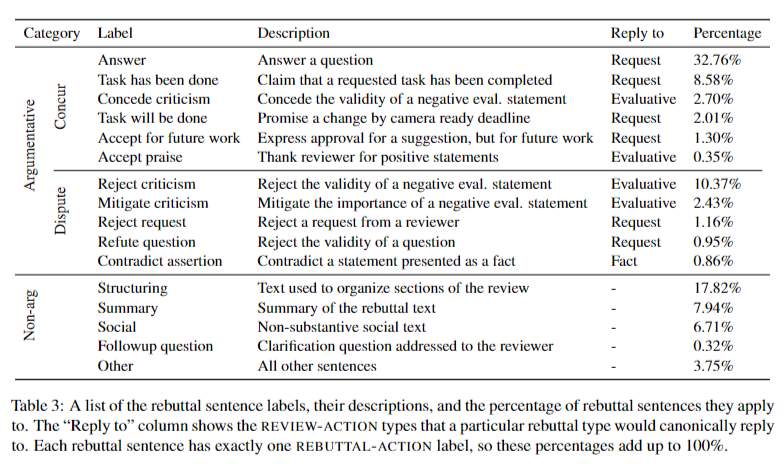 Category Label Description Reply to Percentage
Argumentative
Concur
Answer Answer a question Request 32.76%
Task has been done Claim that a requested task has been completed Request 8.58%
Concede criticism Concede the validity of a negative eval. statement Evaluative 2.70%
Task will be done Promise a change by camera ready deadline Request 2.01%
Accept for future work Express approval for a suggestion, but for future work Request 1.30%
Accept praise Thank reviewer for positive statements Evaluative 0.35%
Dispute
Reject criticism Reject the validity of a negative eval. statement Evaluative 10.37%
Mitigate criticism Mitigate the importance of a negative eval. statement Evaluative 2.43%
Reject request Reject a request from a reviewer Request 1.16%
Refute question Reject the validity of a question Request 0.95%
Contradict assertion Contradict a statement presented as a fact Fact 0.86%
Non-arg
Structuring Text used to organize sections of the review - 17.82%
Summary Summary of the rebuttal text - 7.94%
Social Non-substantive social text - 6.71%
Followup question Clarification question addressed to the reviewer - 0.32%
Other All other sentences - 3.75%
Table 3: A list of the rebuttal sentence labels, their descriptions, and the percentage of rebuttal sentences they apply
to. The “Reply to” column shows the REVIEW-ACTION types that a particular rebuttal type would canonically reply
to. Each rebuttal sentence has exactly one REBUTTAL-ACTION label, so these percentages add up to 100%.